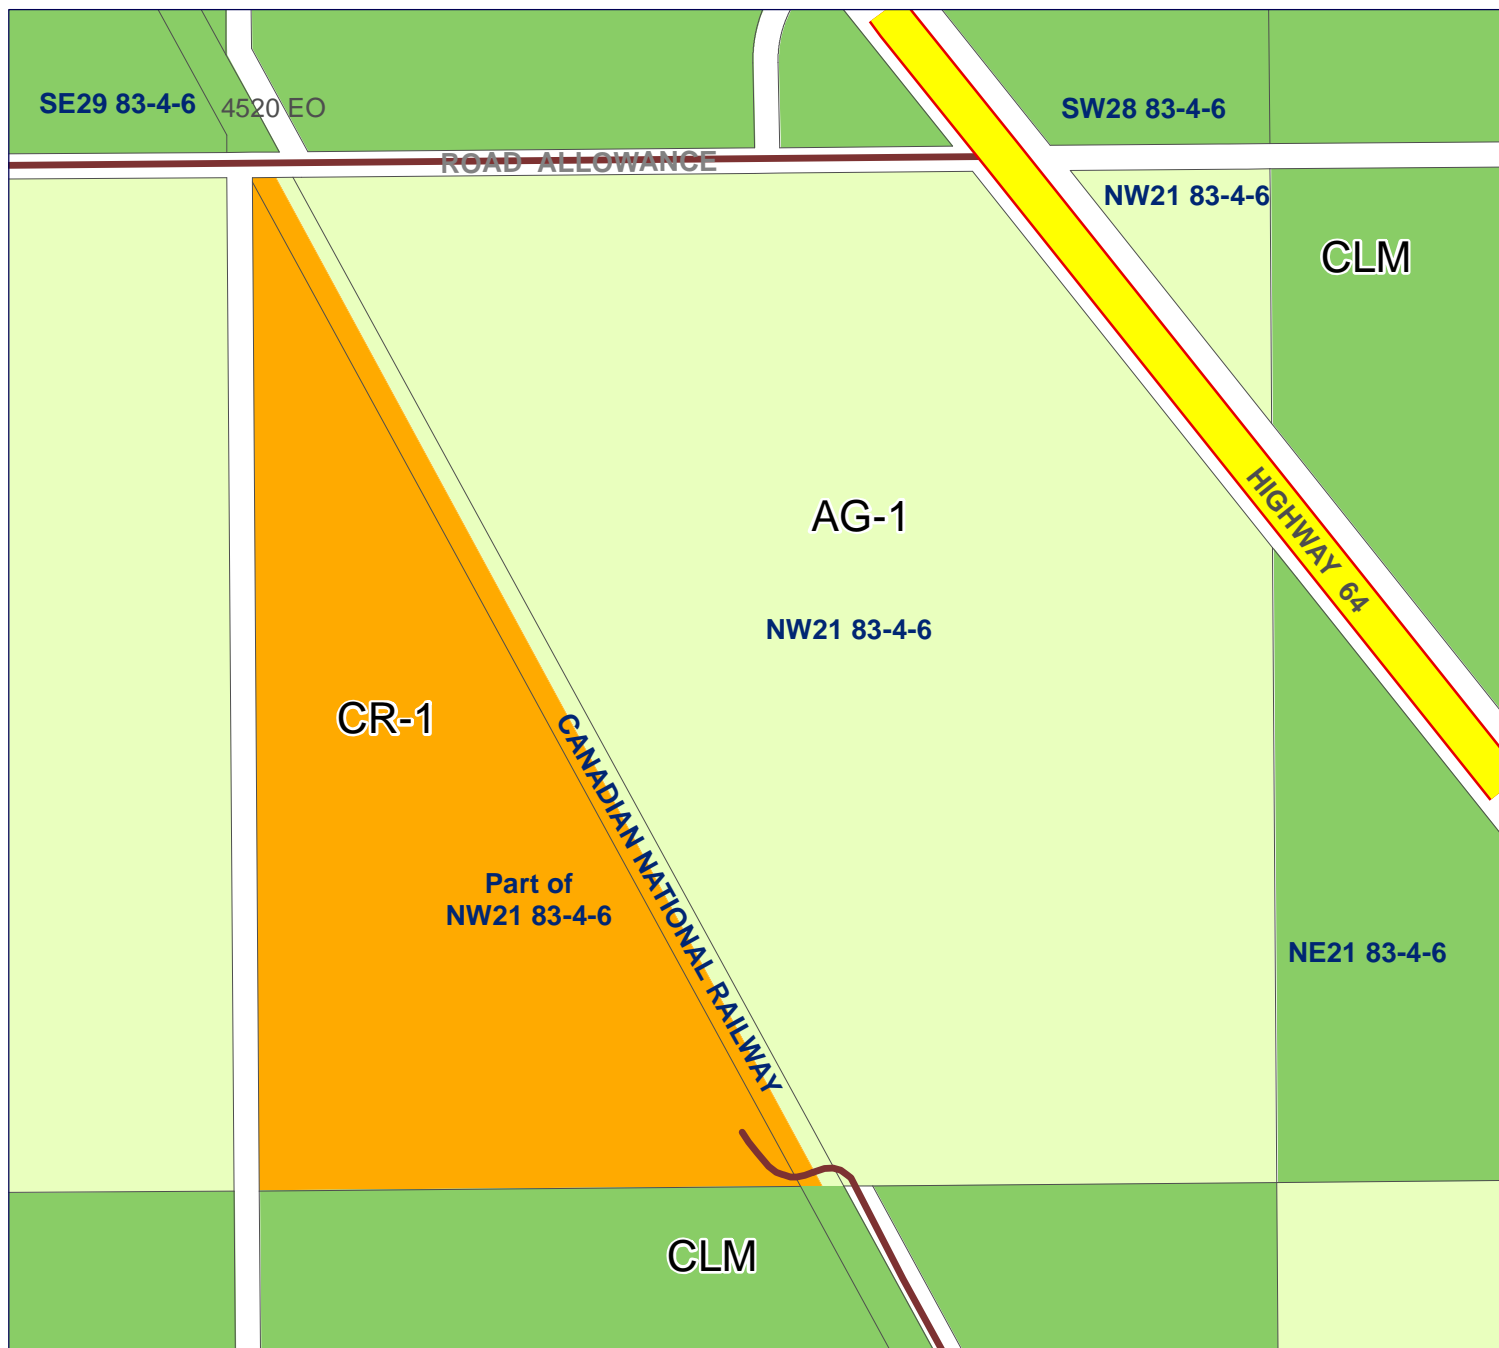 SE29 83-4-6
4520 EO
SW28 83-4-6
ROAD ALLOWANCE
NW21 83-4-6
CLM
HIGHWAY 64
AG-1
NW21 83-4-6
CR-1
CANADIAN NATIONAL RAILWAY
Part of
NW21 83-4-6
NE21 83-4-6
CLM